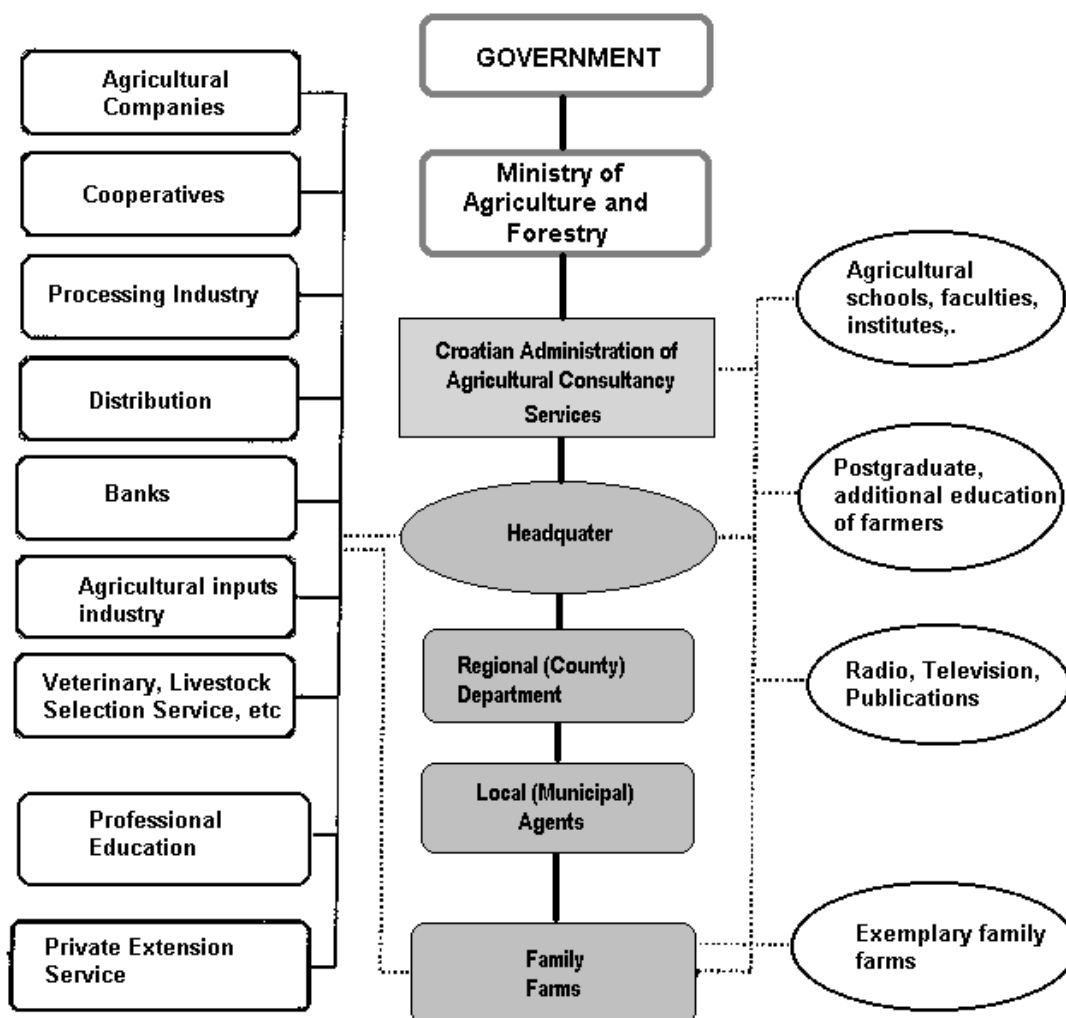 GOVERNMENT
Ministry of
Agriculture and
Forestry
Croatian Administration of
Agricultural Consultancy
Services
Headquater
Regional (County)
Department
Local (Municipal)
Agents
Family
Farms
Agricultural
Companies
Cooperatives
Processing Industry
Distribution
Banks
Agricultural inputs
industry
Veterinary, Livestock
Selection Service, etc
Professional
Education
Private Extension
Service
Agricultural
schools, faculties,
institutes,.
Postgraduate,
additional education
of farmers
Radio, Television,
Publications
Exemplary family
farms